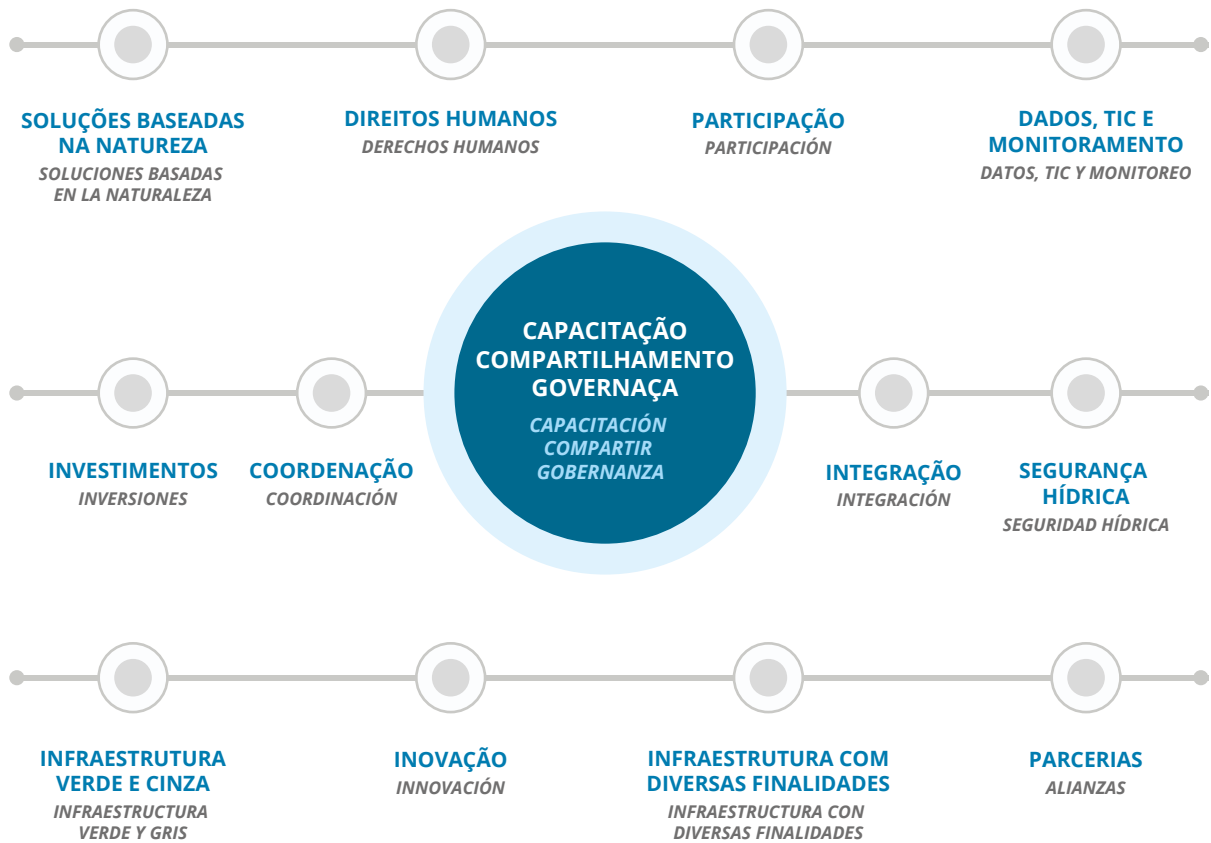 SOLUÇÕES BASEADAS
NA NATUREZA
SOLUCIONES BASADAS
EN LA NATURALEZA
DIREITOS HUMANOS
DERECHOS HUMANOS
PARTICIPAÇÃO
PARTICIPACIÓN
DADOS, TIC E
MONITORAMENTO
DATOS, TIC Y MONITOREO
INVESTIMENTOS
INVERSIONES
COORDENAÇÃO
COORDINACIÓN
CAPACITAÇÃO
COMPARTILHAMENTO
GOVERNAÇA
CAPACITACIÓN
COMPARTIR
GOBERNANZA
INTEGRAÇÃO
INTEGRACIÓN
SEGURANÇA
HÍDRICA
SEGURIDAD HÍDRICA
INFRAESTRUTURA
VERDE E CINZA
INFRAESTRUCTURA
VERDE Y GRIS
INOVAÇÃO
INNOVACIÓN
INFRAESTRUTURA COM
DIVERSAS FINALIDADES
INFRAESTRUCTURA CON
DIVERSAS FINALIDADES
PARCERIAS
ALIANZAS